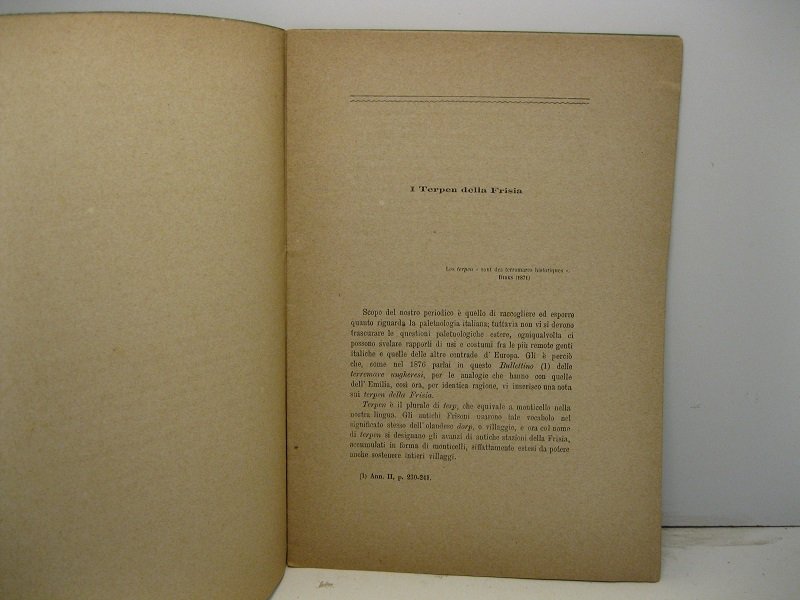 I Terpen della Frisia
Les terpen « sont des terremares historiques ».
DIRKS (1871)
Scopo del nostro periodico è quello di raccogliere ed esporre
quanto riguarda la paletnologia italiana; tuttavia non vi si devono
trascurare le questioni paletnologiche estere, ogniqualvolta ci
possono svelare rapporti di usi e costumi fra le più remote genti
italiche e quelle delle altre contrade d' Europa. Gli è perciò
che, come nel 1876 parlai in questo Bullettino (1) delle
terremare ungheresi, per le analogie che hanno con quelle
dell' Emilia, così ora, per identica ragione, vi inserisco una nota
sui terpen della Frisia.
Terpen è il plurale di terp, che equivale a monticello nella
nostra lingua. Gli antichi Frisoni usarono tale vocabolo nel
significato stesso dell'olandese dorp, o villaggio, e ora col nome
di terpen si designano gli avanzi di antiche stazioni della Frisia,
accumulati in forma di monticelli, siffattamente estesi da potere
anche sostenere intieri villaggi.
(1) Ann. II, p. 230-241.